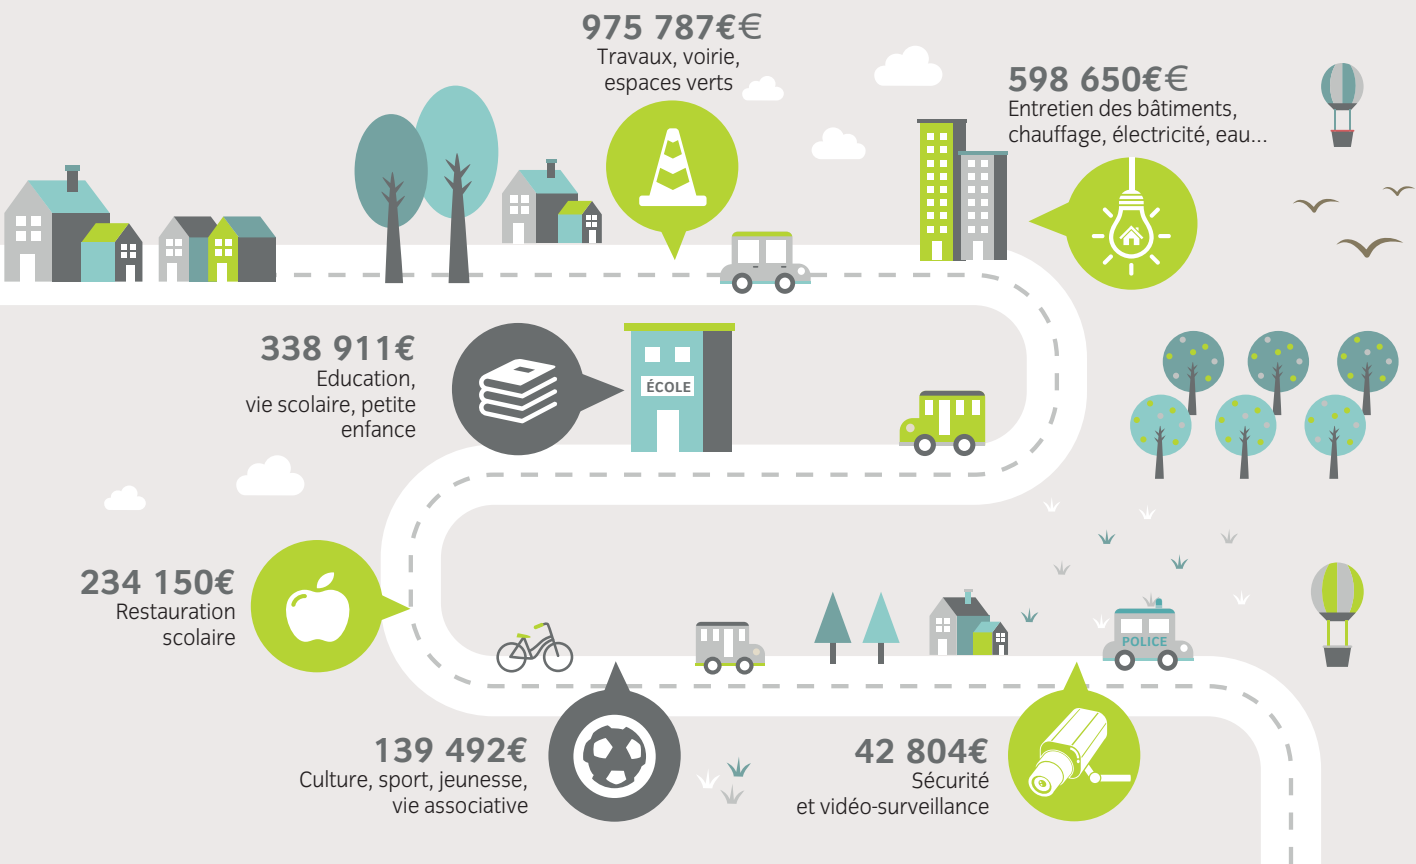 975 787€€
Travaux, voirie,
espaces verts
598 650€€
Entretien des bâtiments,
chauffage, électricité, eau...
338 911€
Education,
vie scolaire, petite
enfance
ÉCOLE
234 150€
Restauration
scolaire
POLICE
139 492€
Culture, sport, jeunesse,
vie associative
42 804€
Sécurité
et vidéo-surveillance